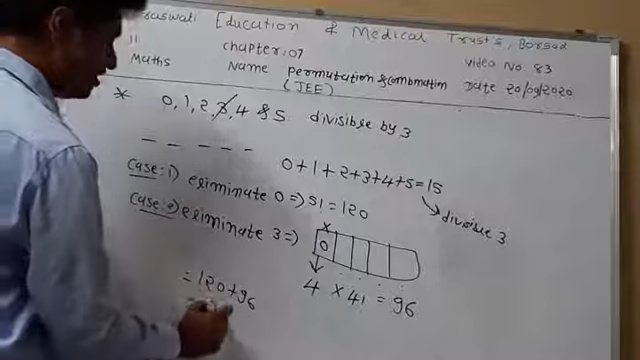 Saraswati [Education & Medical Trust's, Borsad
11 chapter: 07 Video No 83
Maths Name Permutation & combination Date 20/09/2020
(JEE)
* 0, 1, 2, 3, 4 & 5 divisible by 3
0+1+2+3+4+5=15
divisible 3
Case: 1) eliminate 0 => 5! = 120
Case: 2) eliminate 3 =>
x
0
4 x 4! = 96
= 120+96